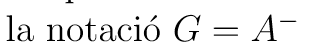 la notació G = A⁻